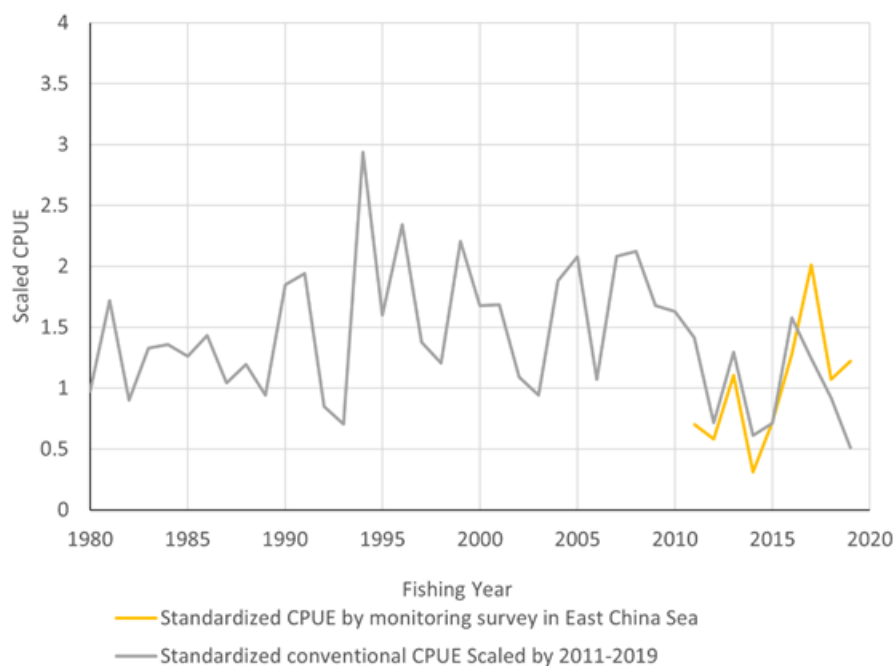 4
3.5
3
2.5
2
1.5
1
0.5
0
Scaled CPUE
1980 1985 1990 1995 2000 2005 2010 2015 2020
Fishing Year
Standardized CPUE by monitoring survey in East China Sea
Standardized conventional CPUE Scaled by 2011-2019